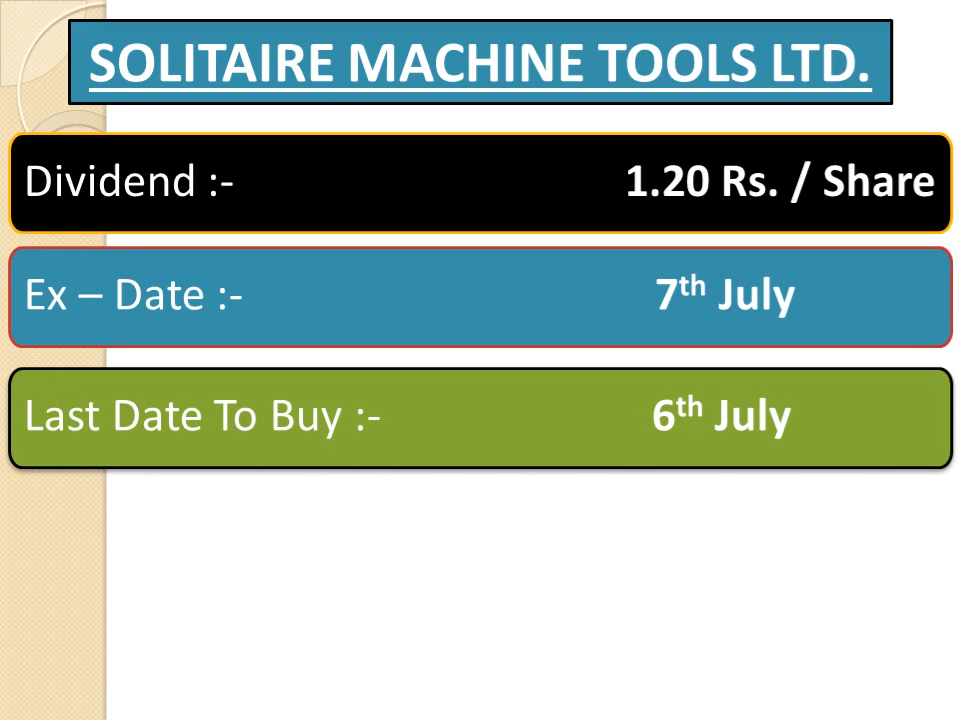 SOLITAIRE MACHINE TOOLS LTD.
Dividend :- 1.20 Rs. / Share
Ex – Date :- 7th July
Last Date To Buy :- 6th July